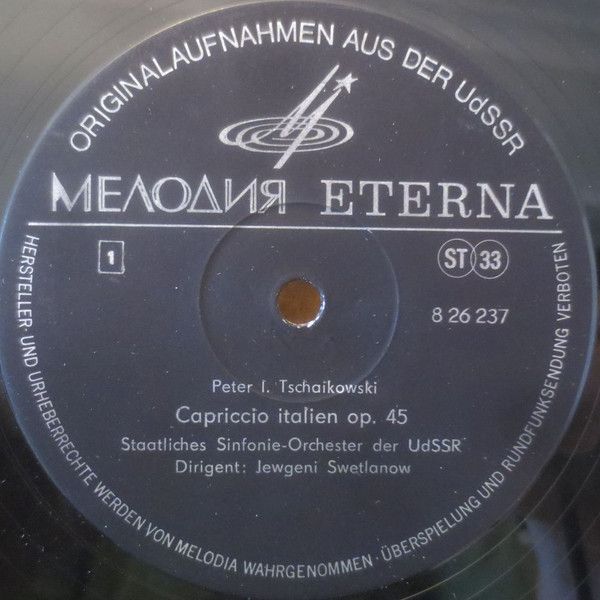 ORIGINALAUFNAHMEN AUS DER UdSSR
МЕЛОДИЯ ETERNA
1
ST 33
8 26 237
Peter I. Tschaikowski
Capriccio italien op. 45
Staatliches Sinfonie-Orchester der UdSSR
Dirigent: Jewgeni Swetlanow
HERSTELLER- UND URHEBERRECHTE WERDEN VON MELODIA WAHRGENOMMEN · ÜBERSPIELUNG UND RUNDFUNKSENDUNG VERBOTEN